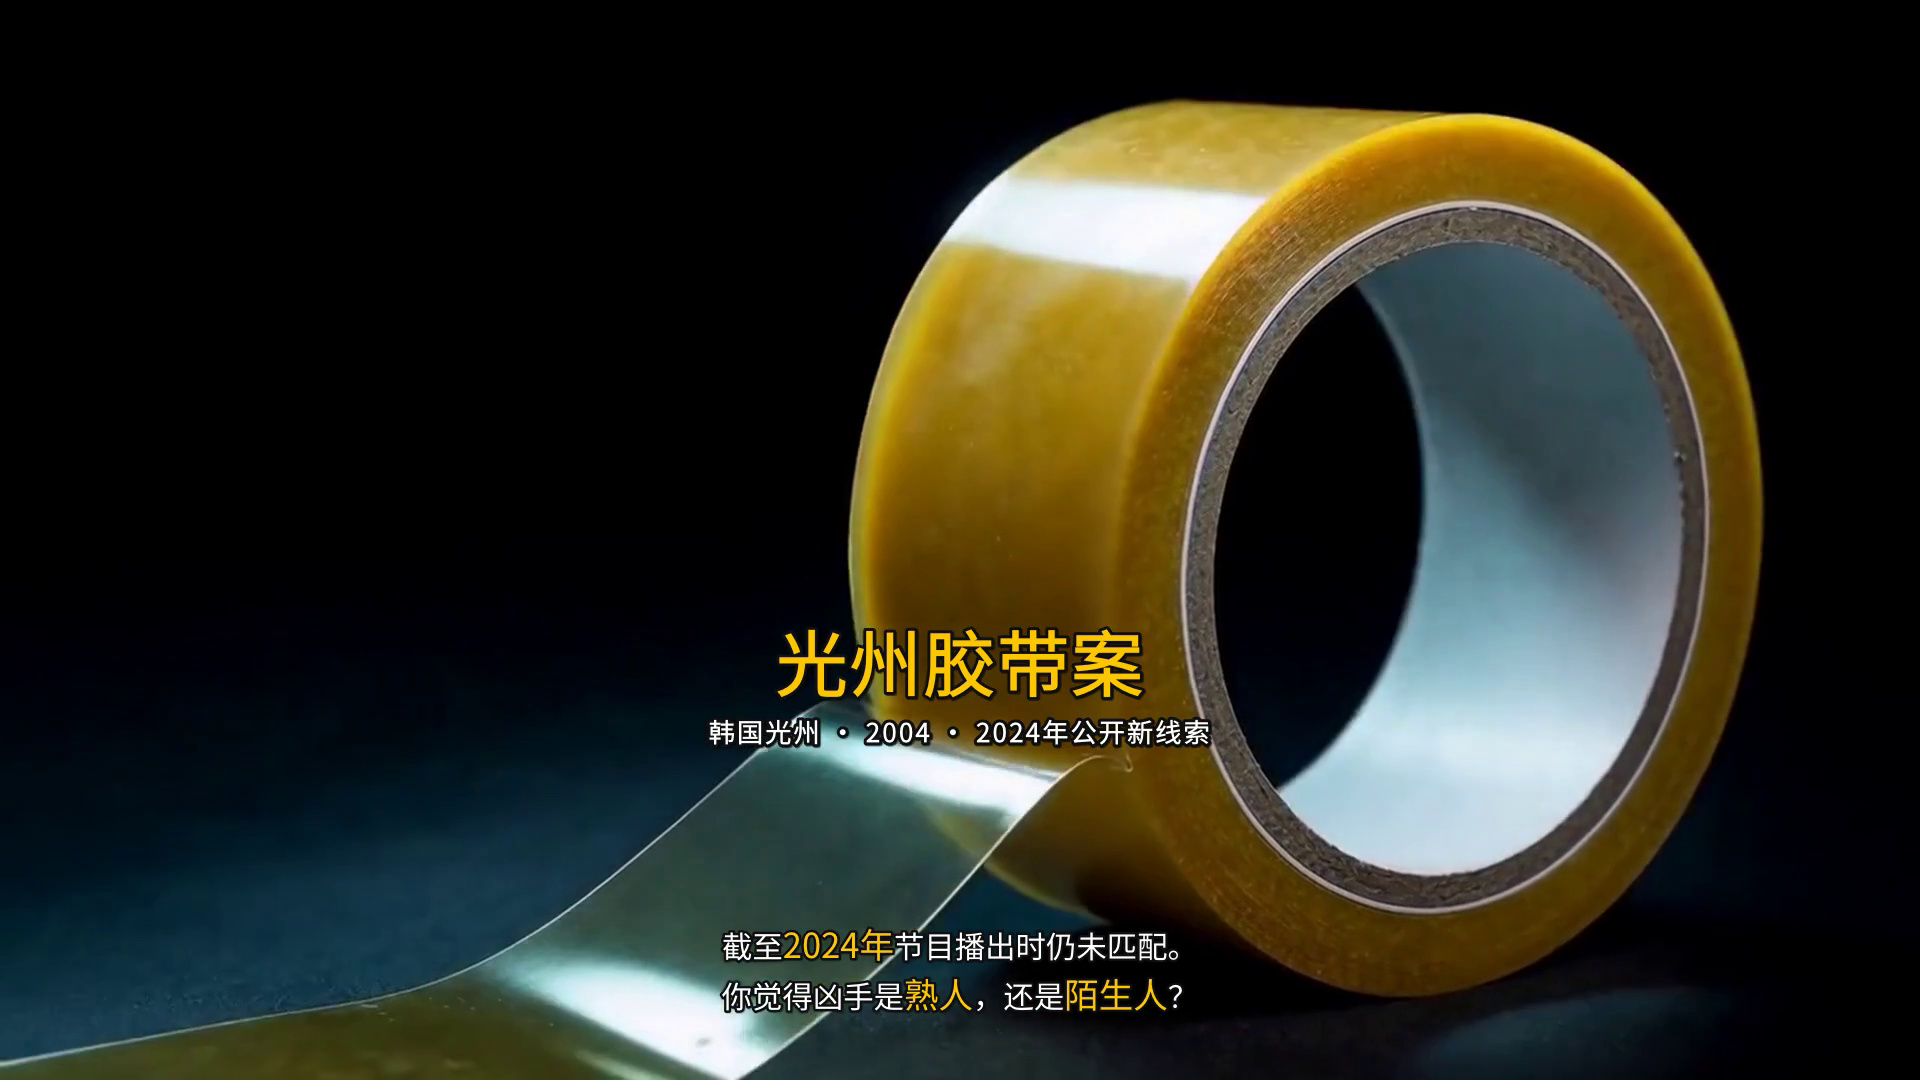 光州胶带案
韩国光州 · 2004 · 2024年公开新线索
截至2024年节目播出时仍未匹配。
你觉得凶手是熟人，还是陌生人？